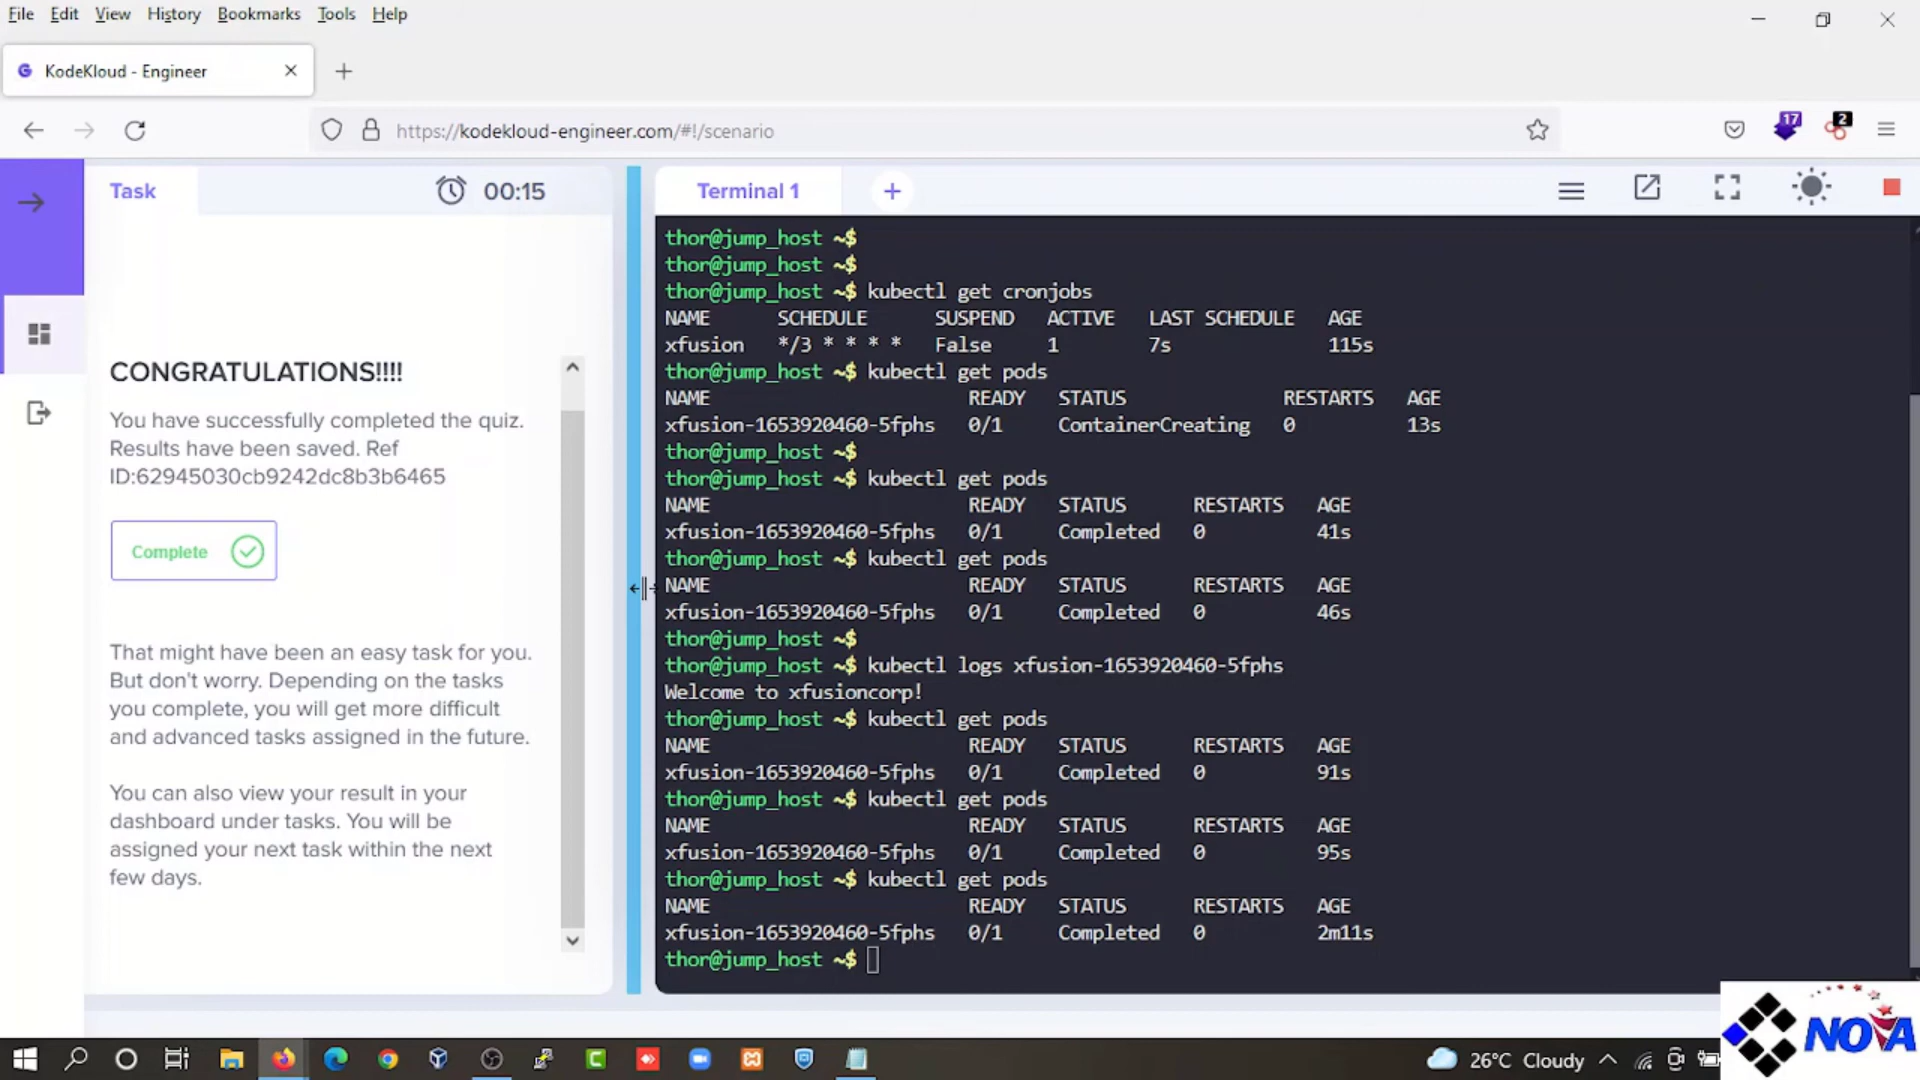 File Edit View History Bookmarks Tools Help
KodeKloud - Engineer
https://kodekloud-engineer.com/#!/scenario
17
2
Task
00:15
Terminal 1
CONGRATULATIONS!!!!
You have successfully completed the quiz.
Results have been saved. Ref
ID:62945030cb9242dc8b3b6465
Complete
That might have been an easy task for you.
But don't worry. Depending on the tasks
you complete, you will get more difficult
and advanced tasks assigned in the future.
You can also view your result in your
dashboard under tasks. You will be
assigned your next task within the next
few days.
thor@jump_host ~$
thor@jump_host ~$
thor@jump_host ~$ kubectl get cronjobs
NAME SCHEDULE SUSPEND ACTIVE LAST SCHEDULE AGE
xfusion */3 * * * * False 1 7s 115s
thor@jump_host ~$ kubectl get pods
NAME READY STATUS RESTARTS AGE
xfusion-1653920460-5fphs 0/1 ContainerCreating 0 13s
thor@jump_host ~$
thor@jump_host ~$ kubectl get pods
NAME READY STATUS RESTARTS AGE
xfusion-1653920460-5fphs 0/1 Completed 0 41s
thor@jump_host ~$ kubectl get pods
NAME READY STATUS RESTARTS AGE
xfusion-1653920460-5fphs 0/1 Completed 0 46s
thor@jump_host ~$
thor@jump_host ~$ kubectl logs xfusion-1653920460-5fphs
Welcome to xfusioncorp!
thor@jump_host ~$ kubectl get pods
NAME READY STATUS RESTARTS AGE
xfusion-1653920460-5fphs 0/1 Completed 0 91s
thor@jump_host ~$ kubectl get pods
NAME READY STATUS RESTARTS AGE
xfusion-1653920460-5fphs 0/1 Completed 0 95s
thor@jump_host ~$ kubectl get pods
NAME READY STATUS RESTARTS AGE
xfusion-1653920460-5fphs 0/1 Completed 0 2m11s
thor@jump_host ~$
NOVA
26°C Cloudy